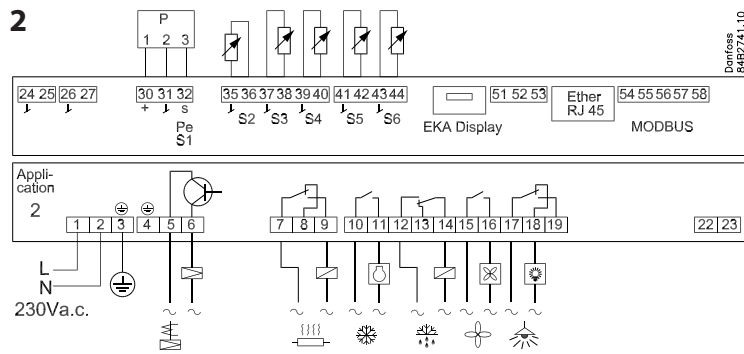 2
P
1 2 3
Danfoss
84B2741.10
24 25 26 27 30 31 32 35 36 37 38 39 40 41 42 43 44 51 52 53 Ether 54 55 56 57 58
RJ 45
+ s S2 S3 S4 S5 S6
Pe
S1
EKA Display MODBUS
Appli-
cation
2
1 2 3 4 5 6 7 8 9 10 11 12 13 14 15 16 17 18 19 22 23
L
N
230Va.c.